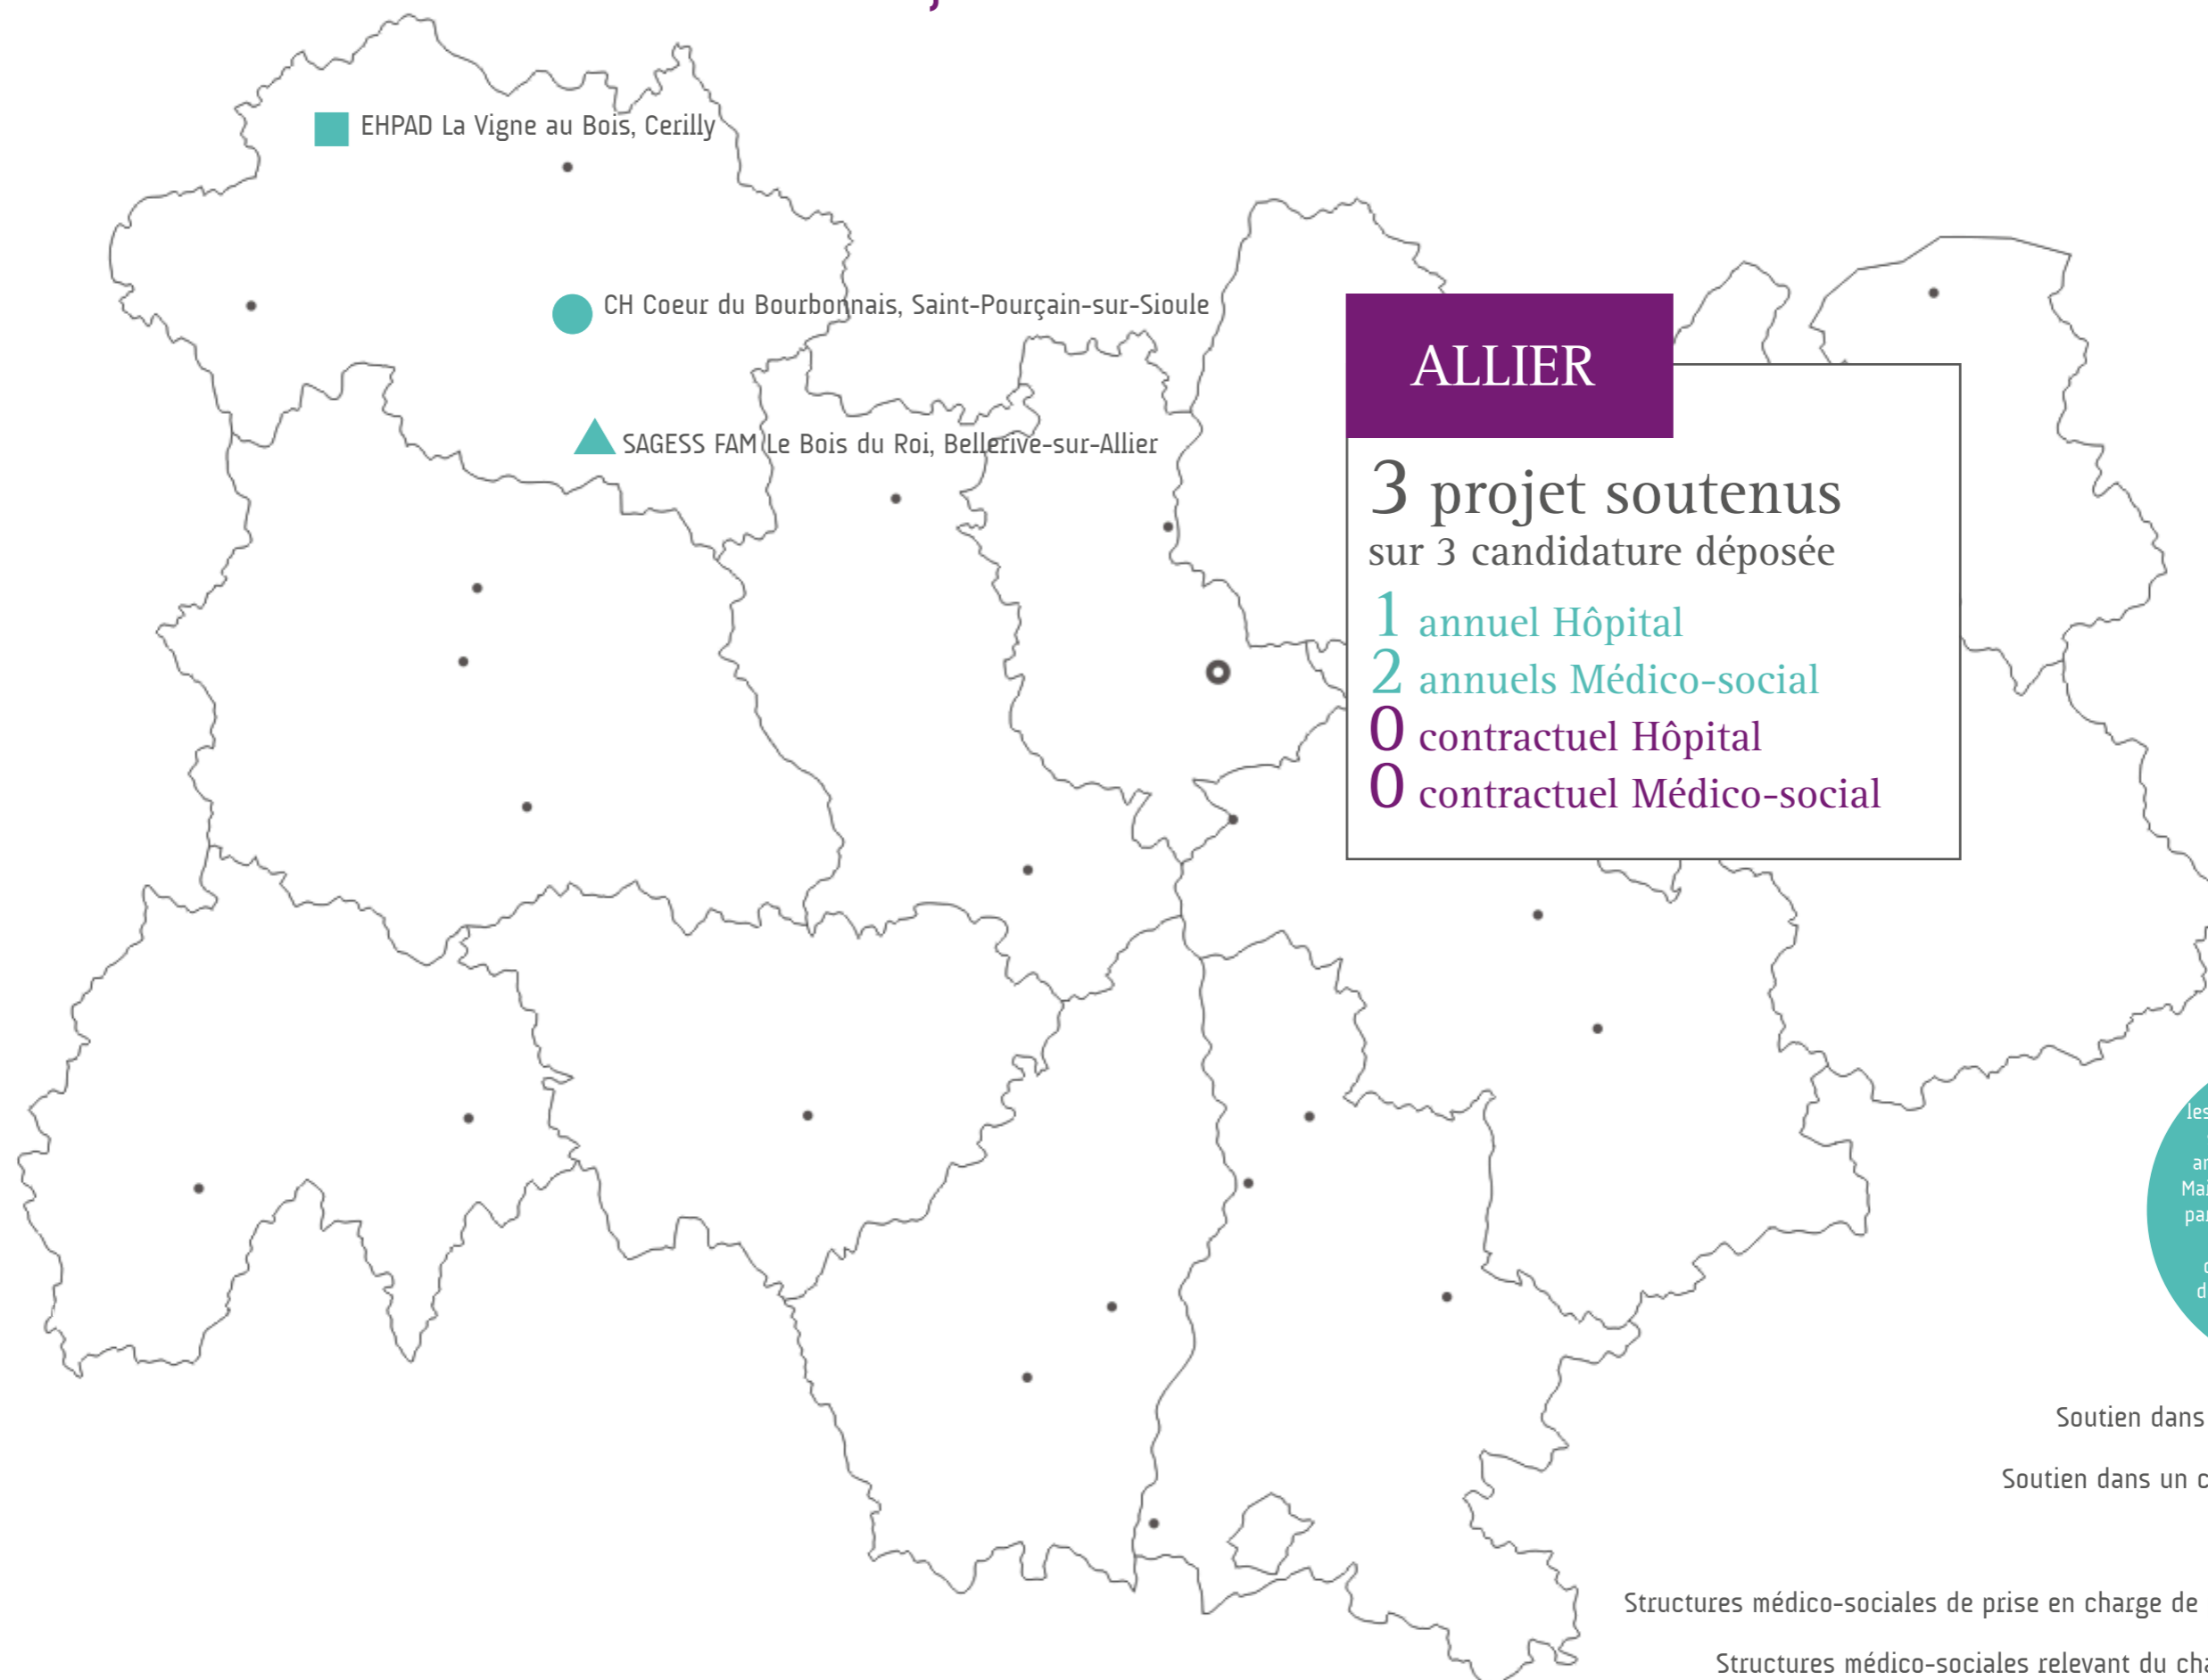 EHPAD La Vigne au Bois, Cerilly
CH Coeur du Bourbonnais, Saint-Pourçain-sur-Sioule
SAGESS FAM Le Bois du Roi, Bellerive-sur-Allier
ALLIER
3 projet soutenus
sur 3 candidature déposée
1 annuel Hôpital
2 annuels Médico-social
0 contractuel Hôpital
0 contractuel Médico-social
les
Soutien dans
Soutien dans un
Structures médico-sociales de prise en charge de
Structures médico-sociales relevant du